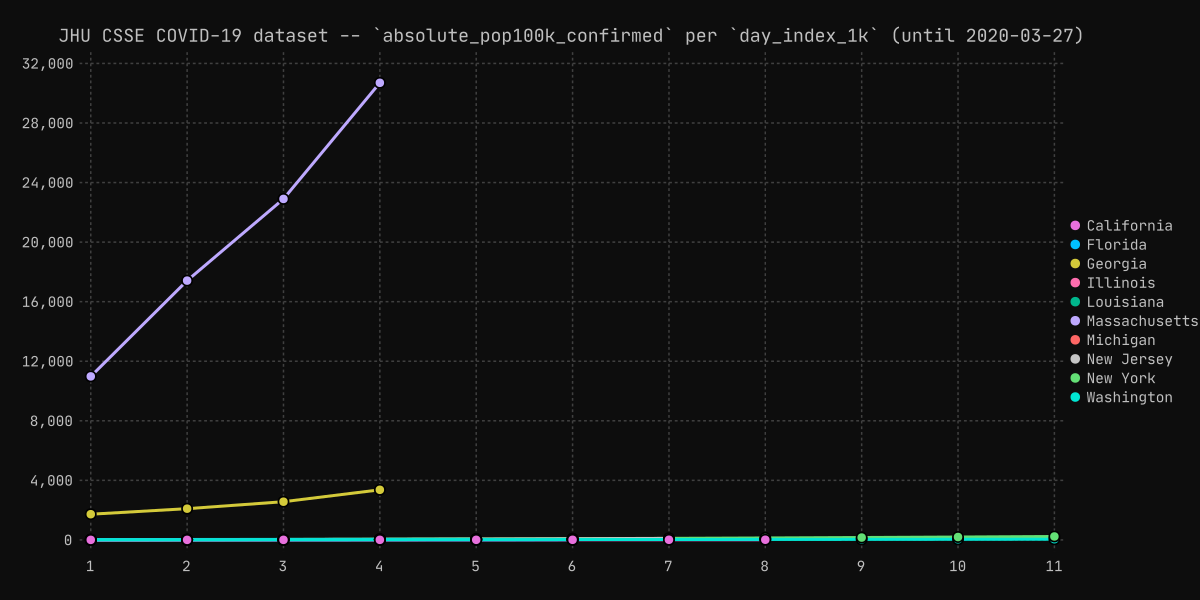 JHU CSSE COVID-19 dataset -- `absolute_pop100k_confirmed` per `day_index_1k` (until 2020-03-27)
32,000
28,000
24,000
20,000
16,000
12,000
8,000
4,000
0
1 2 3 4 5 6 7 8 9 10 11
California
Florida
Georgia
Illinois
Louisiana
Massachusetts
Michigan
New Jersey
New York
Washington